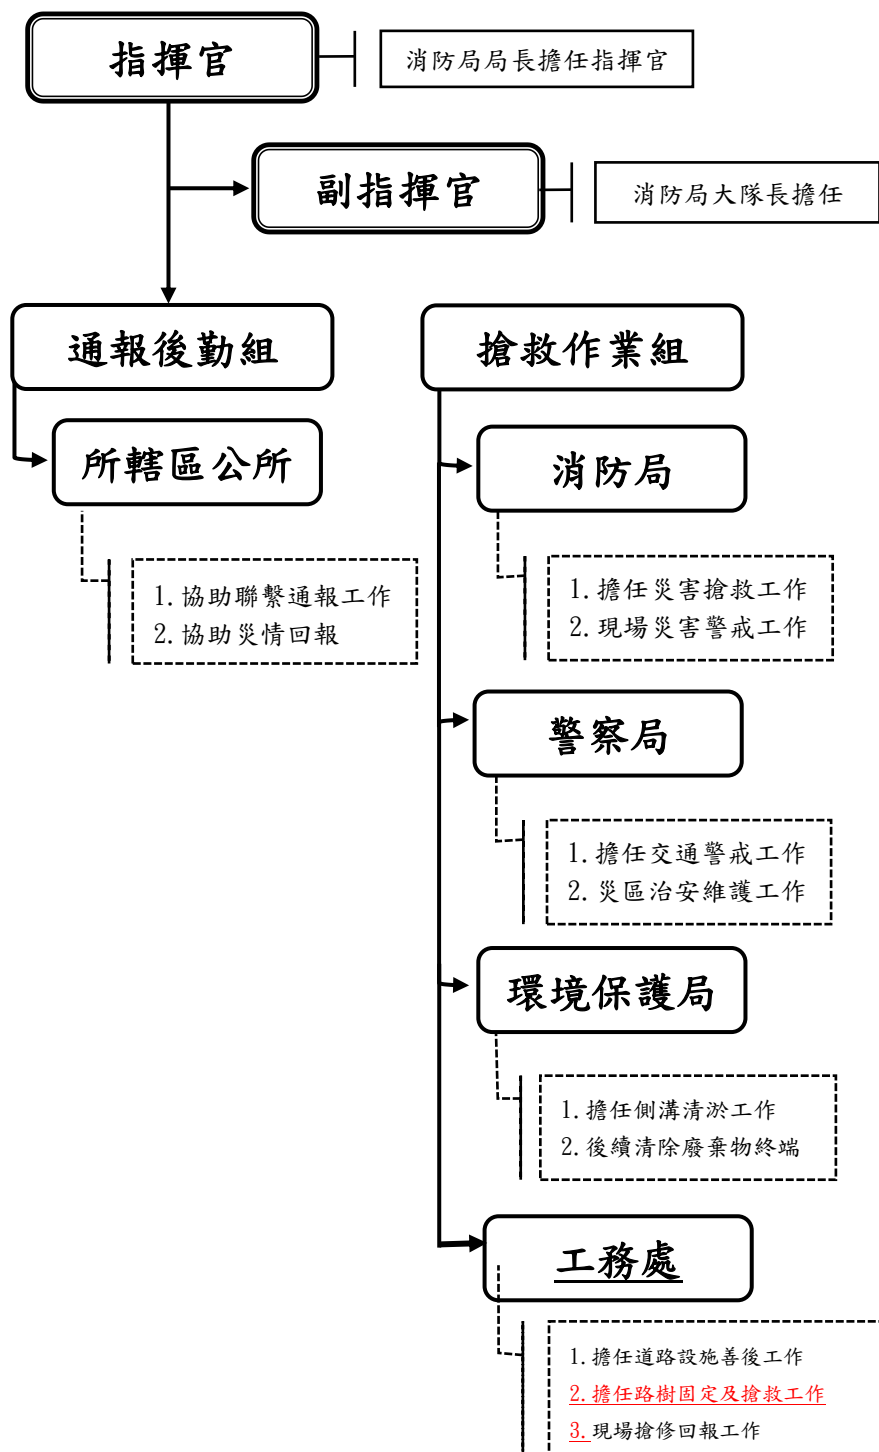 指揮官
消防局局長擔任指揮官
副指揮官
消防局大隊長擔任
通報後勤組
所轄區公所
1.協助聯繫通報工作
2.協助災情回報
搶救作業組
消防局
1.擔任災害搶救工作
2.現場災害警戒工作
警察局
1.擔任交通警戒工作
2.災區治安維護工作
環境保護局
1.擔任側溝清淤工作
2.後續清除廢棄物終端
工務處
1.擔任道路設施善後工作
2.擔任路樹固定及搶救工作
3.現場搶修回報工作